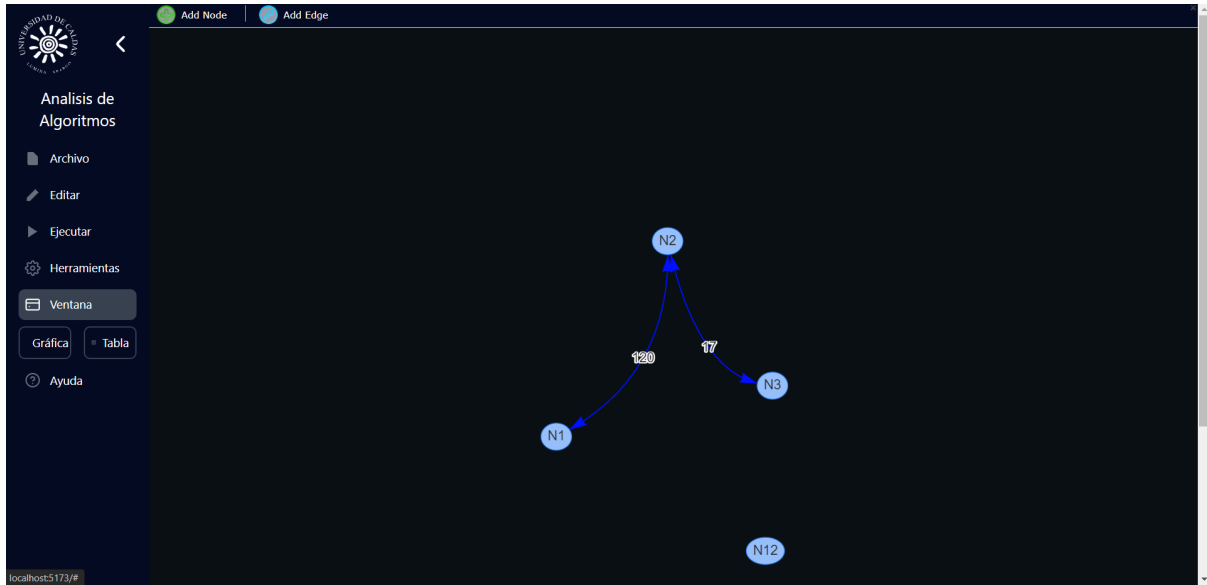 UNIVERSIDAD DE CALDAS
Add Node
Add Edge
Analisis de
Algoritmos
Archivo
Editar
Ejecutar
Herramientas
Ventana
Gráfica
Tabla
Ayuda
N2
120
17
N3
N1
N12
localhost:5173/#